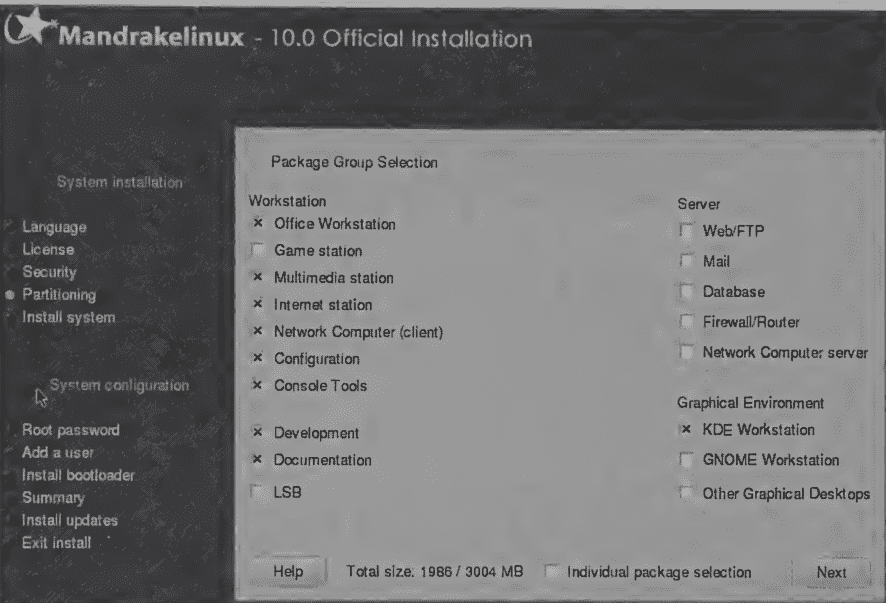 Mandrakelinux - 10.0 Official Installation
System installation
Language
License
Security
Partitioning
Install system
System configuration
Root password
Add a user
Install bootloader
Summary
Install updates
Exit install
Package Group Selection
Workstation
Office Workstation
Game station
Multimedia station
Internet station
Network Computer (client)
Configuration
Console Tools
Development
Documentation
LSB
Server
Web/FTP
Mail
Database
Firewall/Router
Network Computer server
Graphical Environment
KDE Workstation
GNOME Workstation
Other Graphical Desktops
Help
Total size: 1986 / 3004 MB
Individual package selection
Next